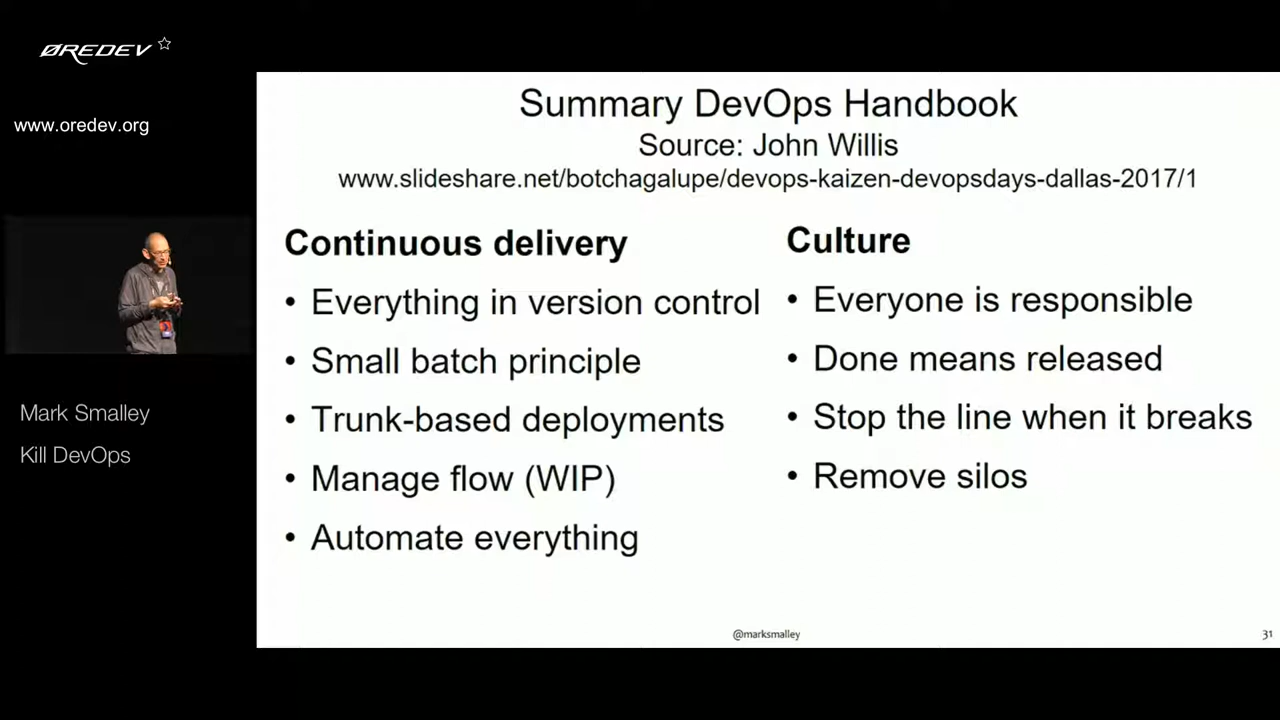 ØREDEV
www.oredev.org
Mark Smalley
Kill DevOps
Summary DevOps Handbook
Source: John Willis
www.slideshare.net/botchagalupe/devops-kaizen-devopsdays-dallas-2017/1
Continuous delivery
• Everything in version control
• Small batch principle
• Trunk-based deployments
• Manage flow (WIP)
• Automate everything
Culture
• Everyone is responsible
• Done means released
• Stop the line when it breaks
• Remove silos
@marksmalley
31